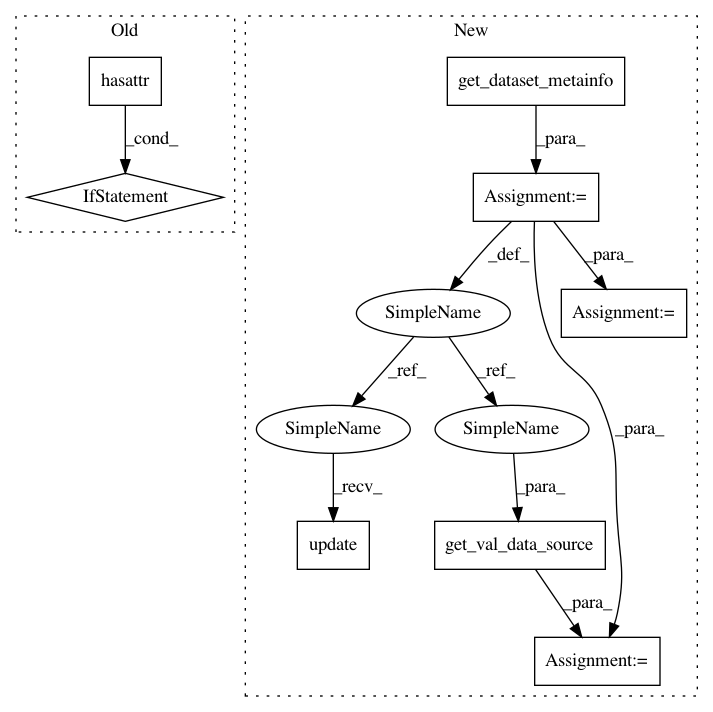 Old
New
hasattr
get_dataset_metainfo
_cond_
_para_
IfStatement
Assignment:=
_def_
_para_
SimpleName
Assignment:=
_ref_
_ref_
_para_
SimpleName
SimpleName
_recv_
_para_
update
get_val_data_source
_para_
Assignment:=